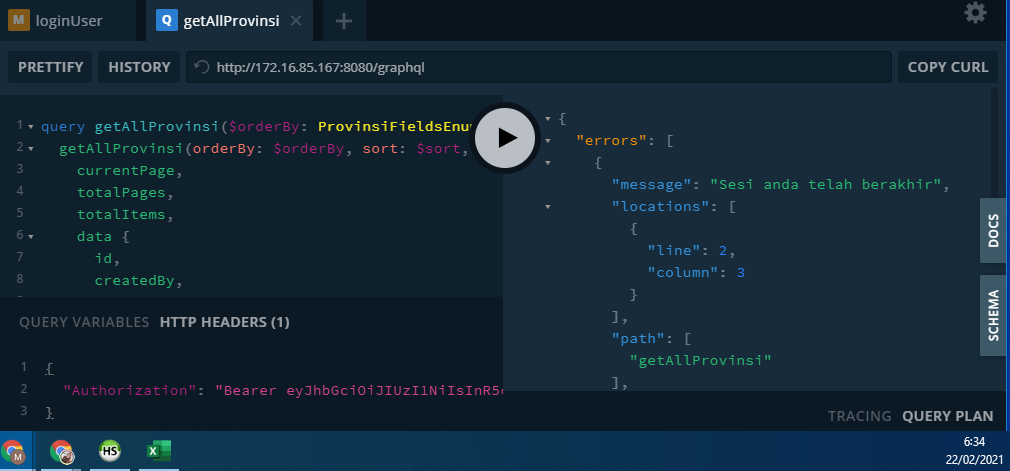 M loginUser
Q getAllProvinsi × +
PRETTIFY HISTORY http://172.16.85.167:8080/graphql COPY CURL
1 query getAllProvinsi($orderBy: ProvinsiFieldsEnu
2 getAllProvinsi(orderBy: $orderBy, sort: $sort,
3 currentPage,
4 totalPages,
5 totalItems,
6 data {
7 id,
8 createdBy,
QUERY VARIABLES HTTP HEADERS (1)
1 {
2 "Authorization": "Bearer eyJhbGciOiJIUzI1NiIsInR5
3 }
{
"errors": [
{
"message": "Sesi anda telah berakhir",
"locations": [
{
"line": 2,
"column": 3
}
],
"path": [
"getAllProvinsi"
],
DOCS
SCHEMA
TRACING QUERY PLAN
M
HS
X
6:34
22/02/2021